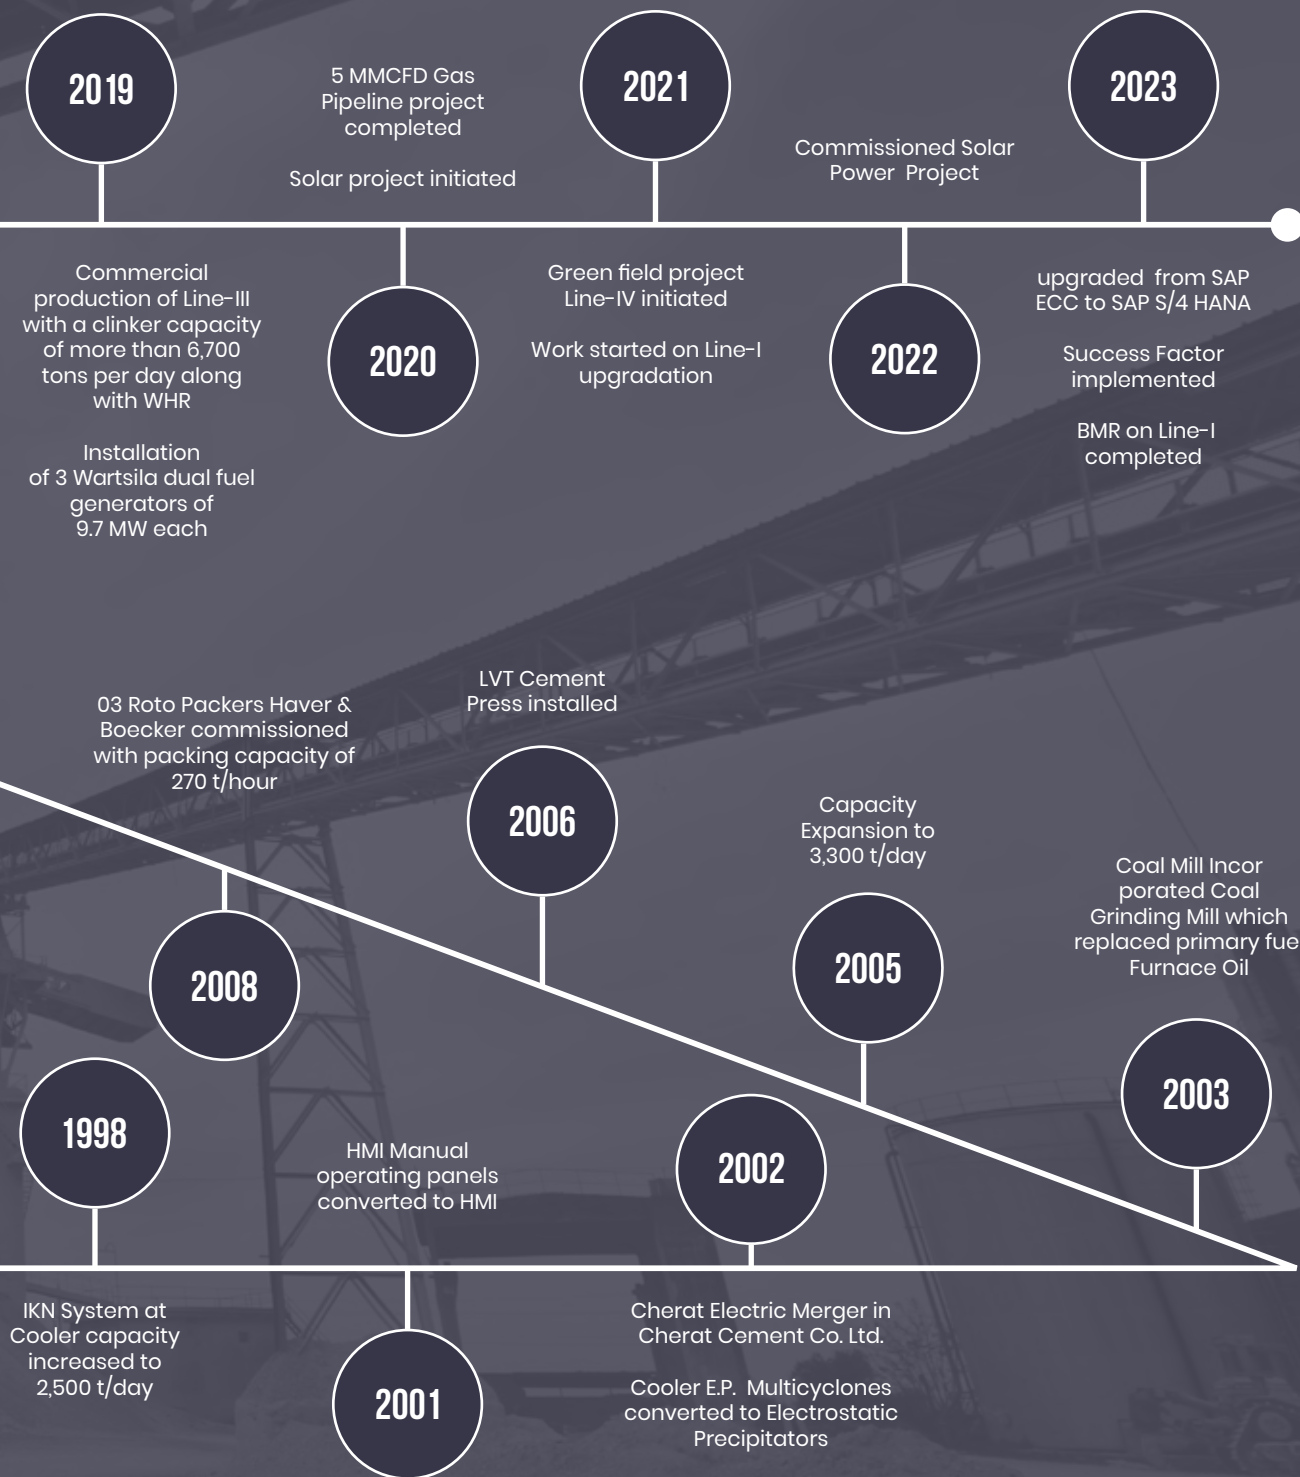 2019
Commercial
production of Line-III
with a clinker capacity
of more than 6,700
tons per day along
with WHR
Installation
of 3 Wartsila dual fuel
generators of
9.7 MW each
5 MMCFD Gas
Pipeline project
completed
Solar project initiated
2020
2021
Green field project
Line-IV initiated
Work started on Line-I
upgradation
Commissioned Solar
Power Project
2022
2023
upgraded from SAP
ECC to SAP S/4 HANA
Success Factor
implemented
BMR on Line-I
completed
03 Roto Packers Haver &
Boecker commissioned
with packing capacity of
270 t/hour
2008
LVT Cement
Press installed
2006
Capacity
Expansion to
3,300 t/day
2005
Coal Mill Incor
porated Coal
Grinding Mill which
replaced primary fue
Furnace Oil
2003
1998
IKN System at
Cooler capacity
increased to
2,500 t/day
HMI Manual
operating panels
converted to HMI
2001
2002
Cherat Electric Merger in
Cherat Cement Co. Ltd.
Cooler E.P. Multicyclones
converted to Electrostatic
Precipitators